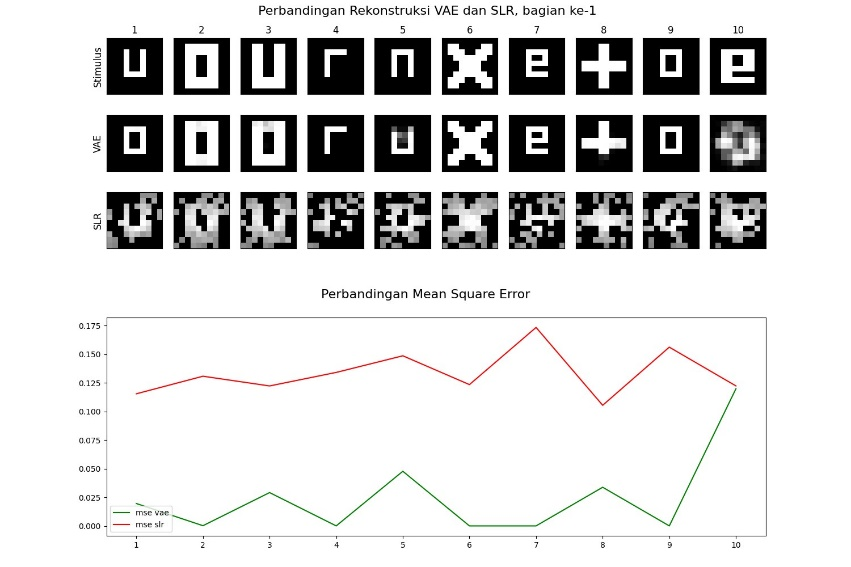 Perbandingan Rekonstruksi VAE dan SLR, bagian ke-1
1 2 3 4 5 6 7 8 9 10
Stimulus
VAE
SLR
Perbandingan Mean Square Error
0.175
0.150
0.125
0.100
0.075
0.050
0.025
0.000
mse vae
mse slr
1 2 3 4 5 6 7 8 9 10